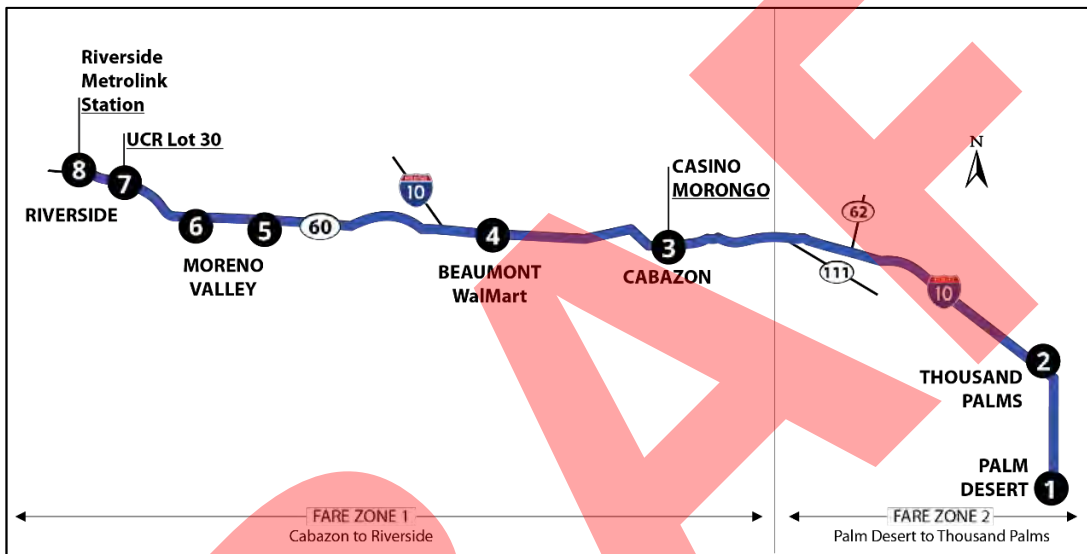 Riverside
Metrolink
Station
UCR Lot 30
8
7
RIVERSIDE
6
5
60
MORENO
VALLEY
10
4
BEAUMONT
WalMart
CASINO
MORONGO
3
CABAZON
62
111
10
N
2
THOUSAND
PALMS
PALM
DESERT
1
FARE ZONE 1
Cabazon to Riverside
FARE ZONE 2
Palm Desert to Thousand Palms